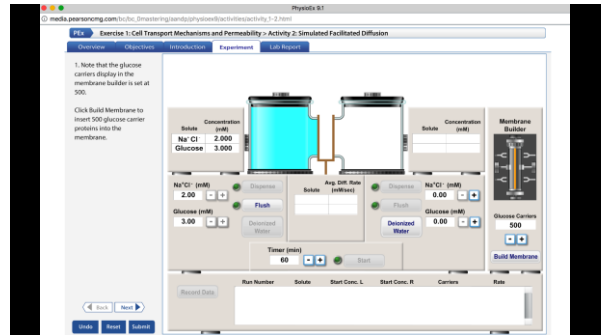 PhysioEx 9.1
media.pearsoncmg.com/bc/bc_0mastering/aandp/physioex9/activities/activity_1-2.html
PEx Exercise 1: Cell Transport Mechanisms and Permeability > Activity 2: Simulated Facilitated Diffusion
Overview Objectives Introduction Experiment Lab Report
1. Note that the glucose
carriers display in the
membrane builder is set at
500.
Click Build Membrane to
insert 500 glucose carrier
proteins into the
membrane.
Solute Concentration (mM)
Na⁺Cl⁻ 2.000
Glucose 3.000
Solute Concentration (mM)
Membrane
Builder
Na⁺Cl⁻ (mM)
2.00 - +
Dispense
Flush
Glucose (mM)
3.00 - +
Deionized
Water
Solute Avg. Diff. Rate (mM/sec)
Dispense
Flush
Deionized
Water
Na⁺Cl⁻ (mM)
0.00 - +
Glucose (mM)
0.00 - +
Glucose Carriers
500
- +
Build Membrane
Timer (min)
60 - + Start
Record Data
Run Number Solute Start Conc. L Start Conc. R Carriers Rate
Back Next
Undo Reset Submit